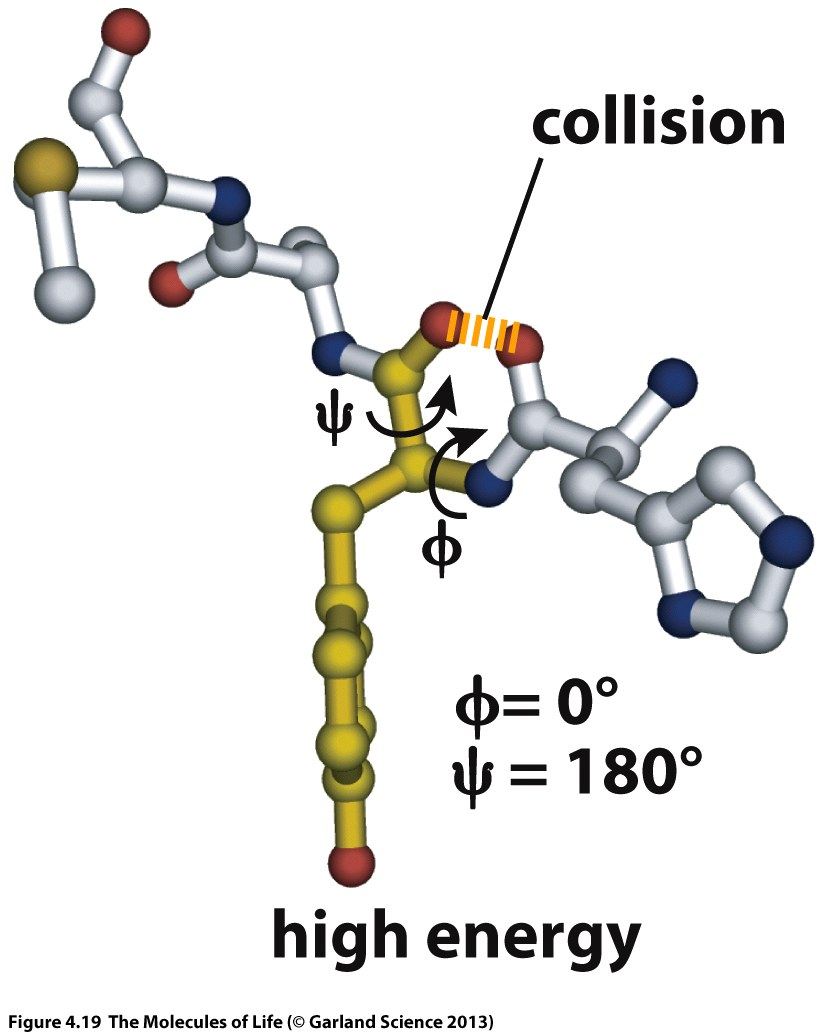 collision
ψ
ϕ
ϕ= 0°
ψ = 180°
high energy
Figure 4.19 The Molecules of Life (© Garland Science 2013)